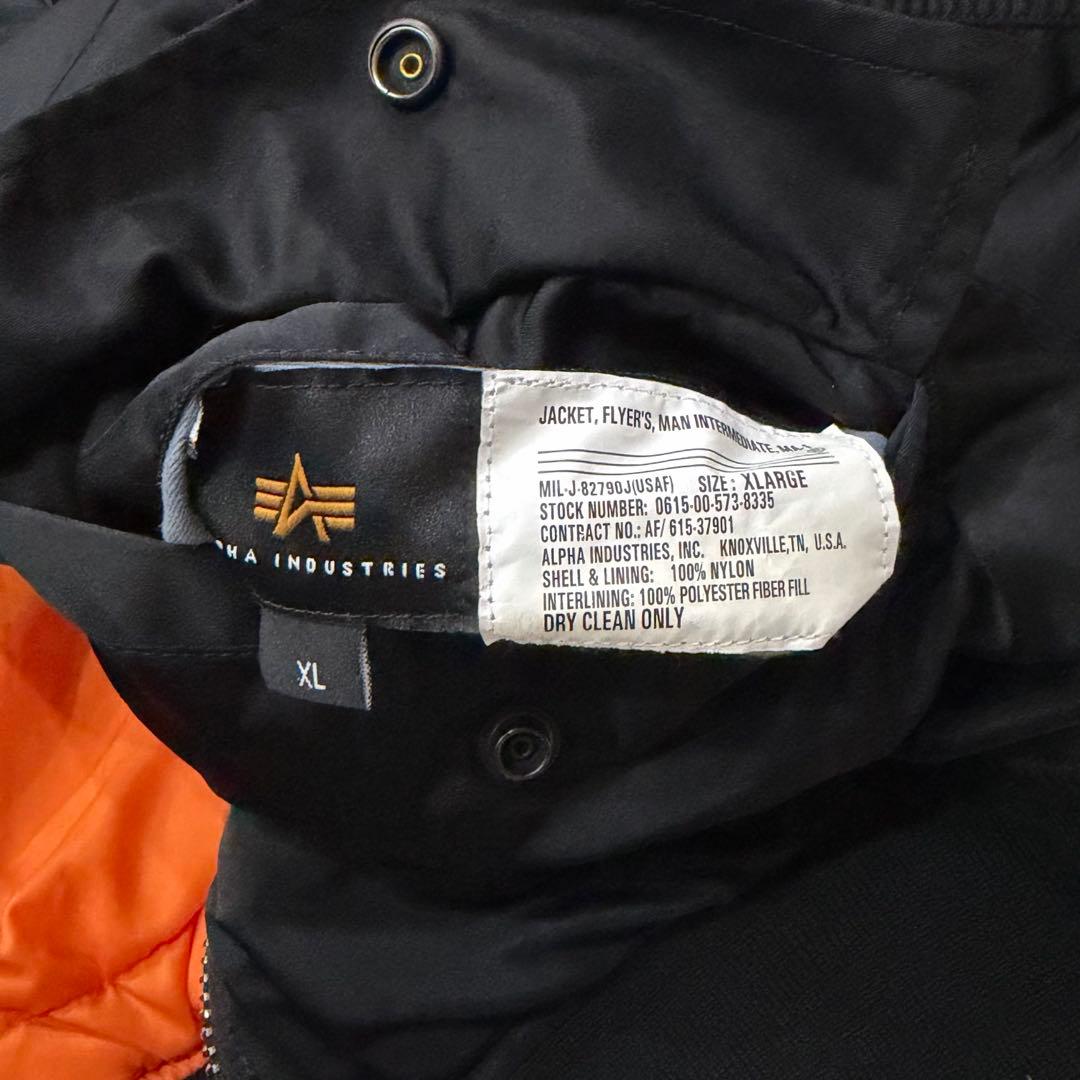 JACKET, FLYER'S, MAN INTERMEDIATE,
MIL-J-82790J(USAF) SIZE: XLARGE
STOCK NUMBER: 0615-00-573-8335
CONTRACT NO.: AF/ 615-37901
ALPHA INDUSTRIES, INC. KNOXVILLE,TN, U.S.A.
SHELL & LINING: 100% NYLON
INTERLINING: 100% POLYESTER FIBER FILL
DRY CLEAN ONLY
PHA INDUSTRIES
XL